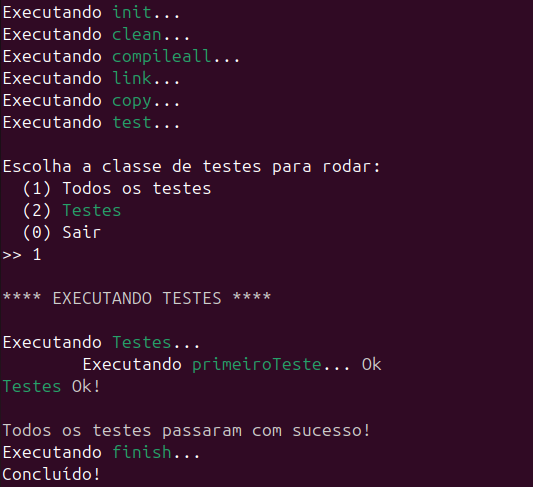 Executando init...
Executando clean...
Executando compileall...
Executando link...
Executando copy...
Executando test...
Escolha a classe de testes para rodar:
(1) Todos os testes
(2) Testes
(0) Sair
>> 1
**** EXECUTANDO TESTES ****
Executando Testes...
Executando primeiroTeste... Ok
Testes Ok!
Todos os testes passaram com sucesso!
Executando finish...
Concluído!